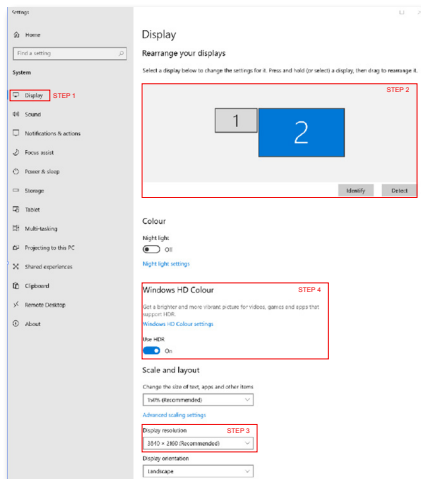 Settings
Home
Find a setting
System
Display
STEP 1
Sound
Notifications & actions
Focus assist
Power & sleep
Storage
Tablet
Multi-tasking
Projecting to this PC
Shared experiences
Clipboard
Remote Desktop
About
Display
Rearrange your displays
Select a display below to change the settings for it. Press and hold (or select) a display, then drag to rearrange it.
STEP 2
1
2
Identify
Detect
Colour
Night light
Off
Night light settings
Windows HD Colour
STEP 4
Get a brighter and more vibrant picture for videos, games and apps that
support HDR.
Windows HD Colour settings
Use HDR
On
Scale and layout
Change the size of text, apps and other items
150% (Recommended)
Advanced scaling settings
Display resolution
STEP 3
3840 × 2160 (Recommended)
Display orientation
Landscape